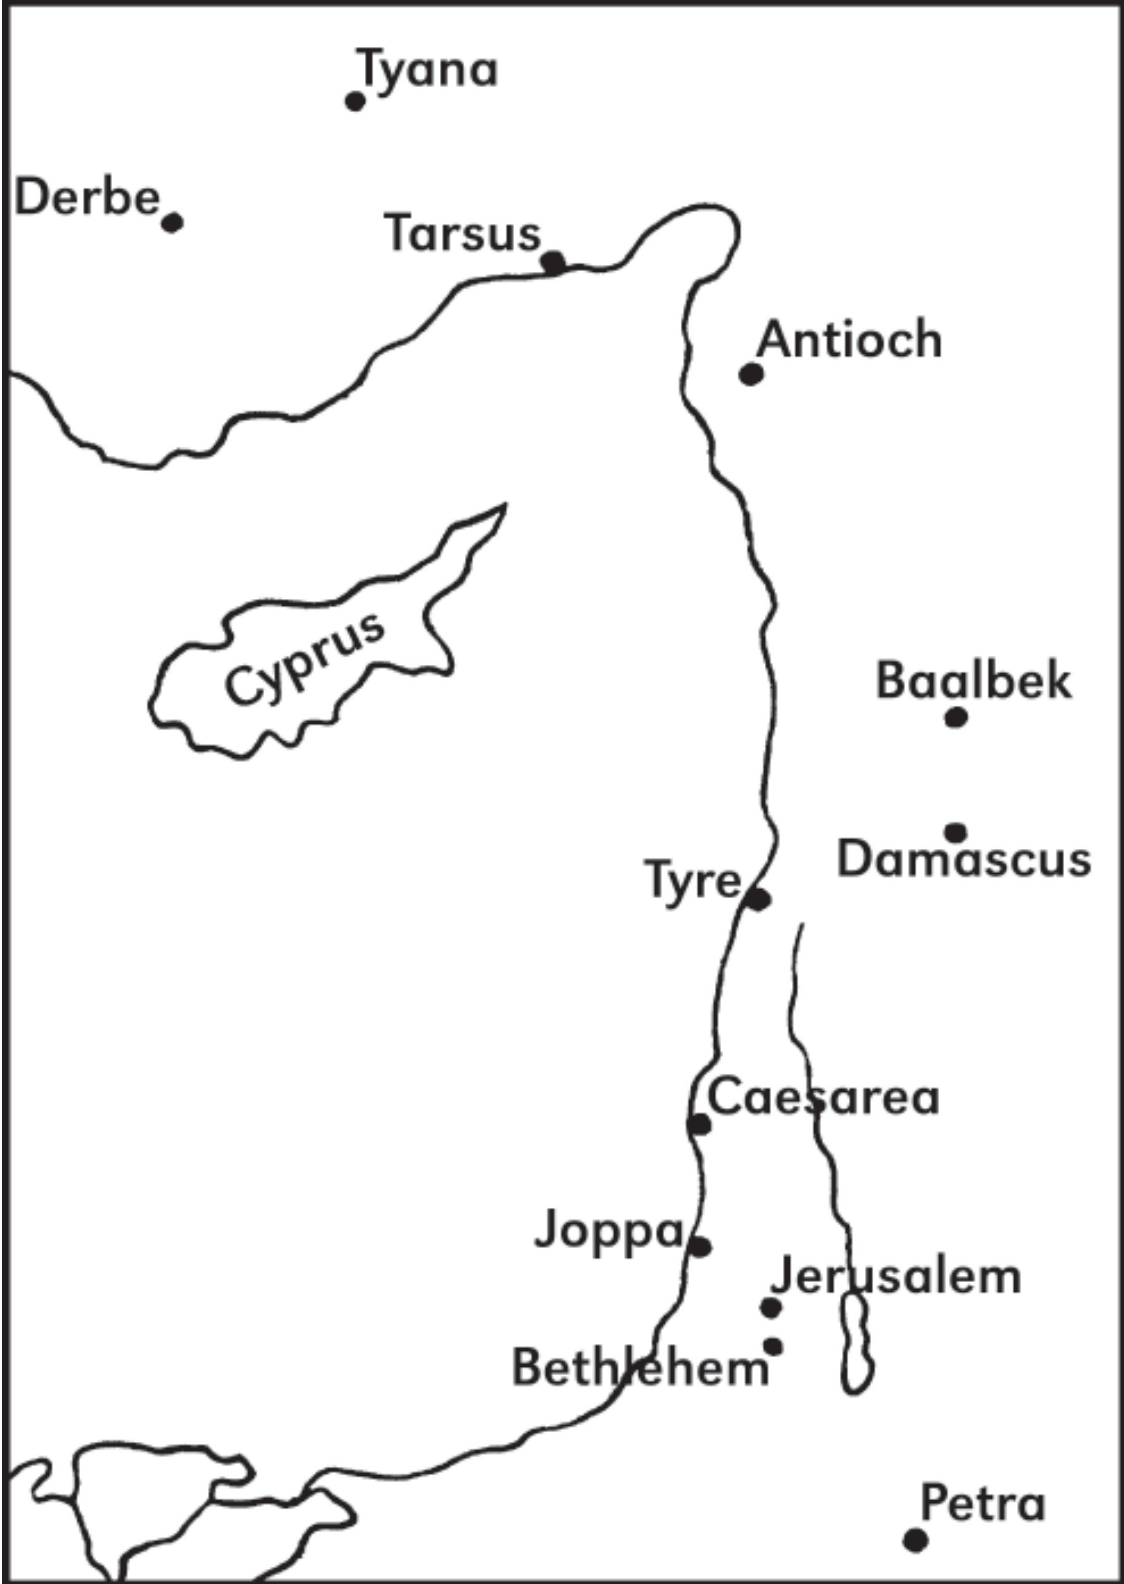 Tyana
Derbe
Tarsus
Antioch
Cyprus
Baalbek
Damascus
Tyre
Caesarea
Joppa
Jerusalem
Bethlehem
Petra